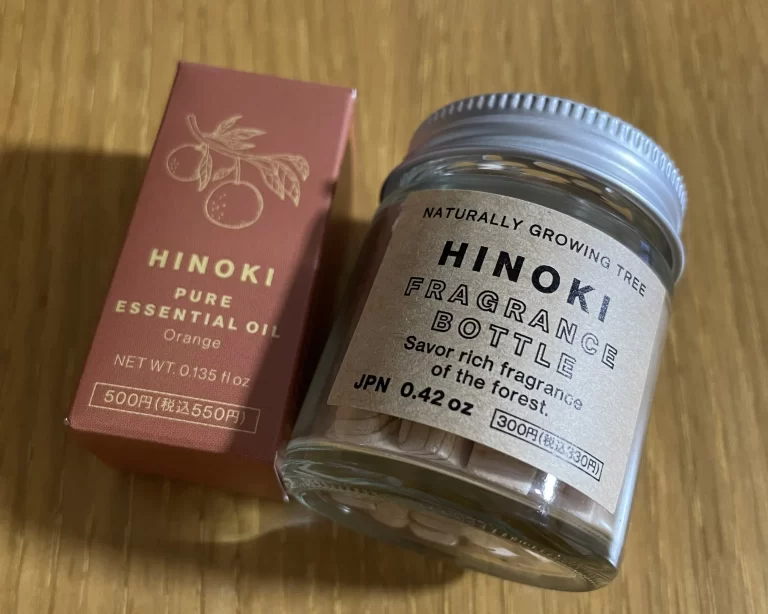 HINOKI
PURE
ESSENTIAL OIL
Orange
NET WT. 0.135 fl oz
500円(税込550円)
NATURALLY GROWING TREE
HINOKI
FRAGRANCE
BOTTLE
Savor rich fragrance
of the forest.
JPN 0.42 oz
300円(税込330円)